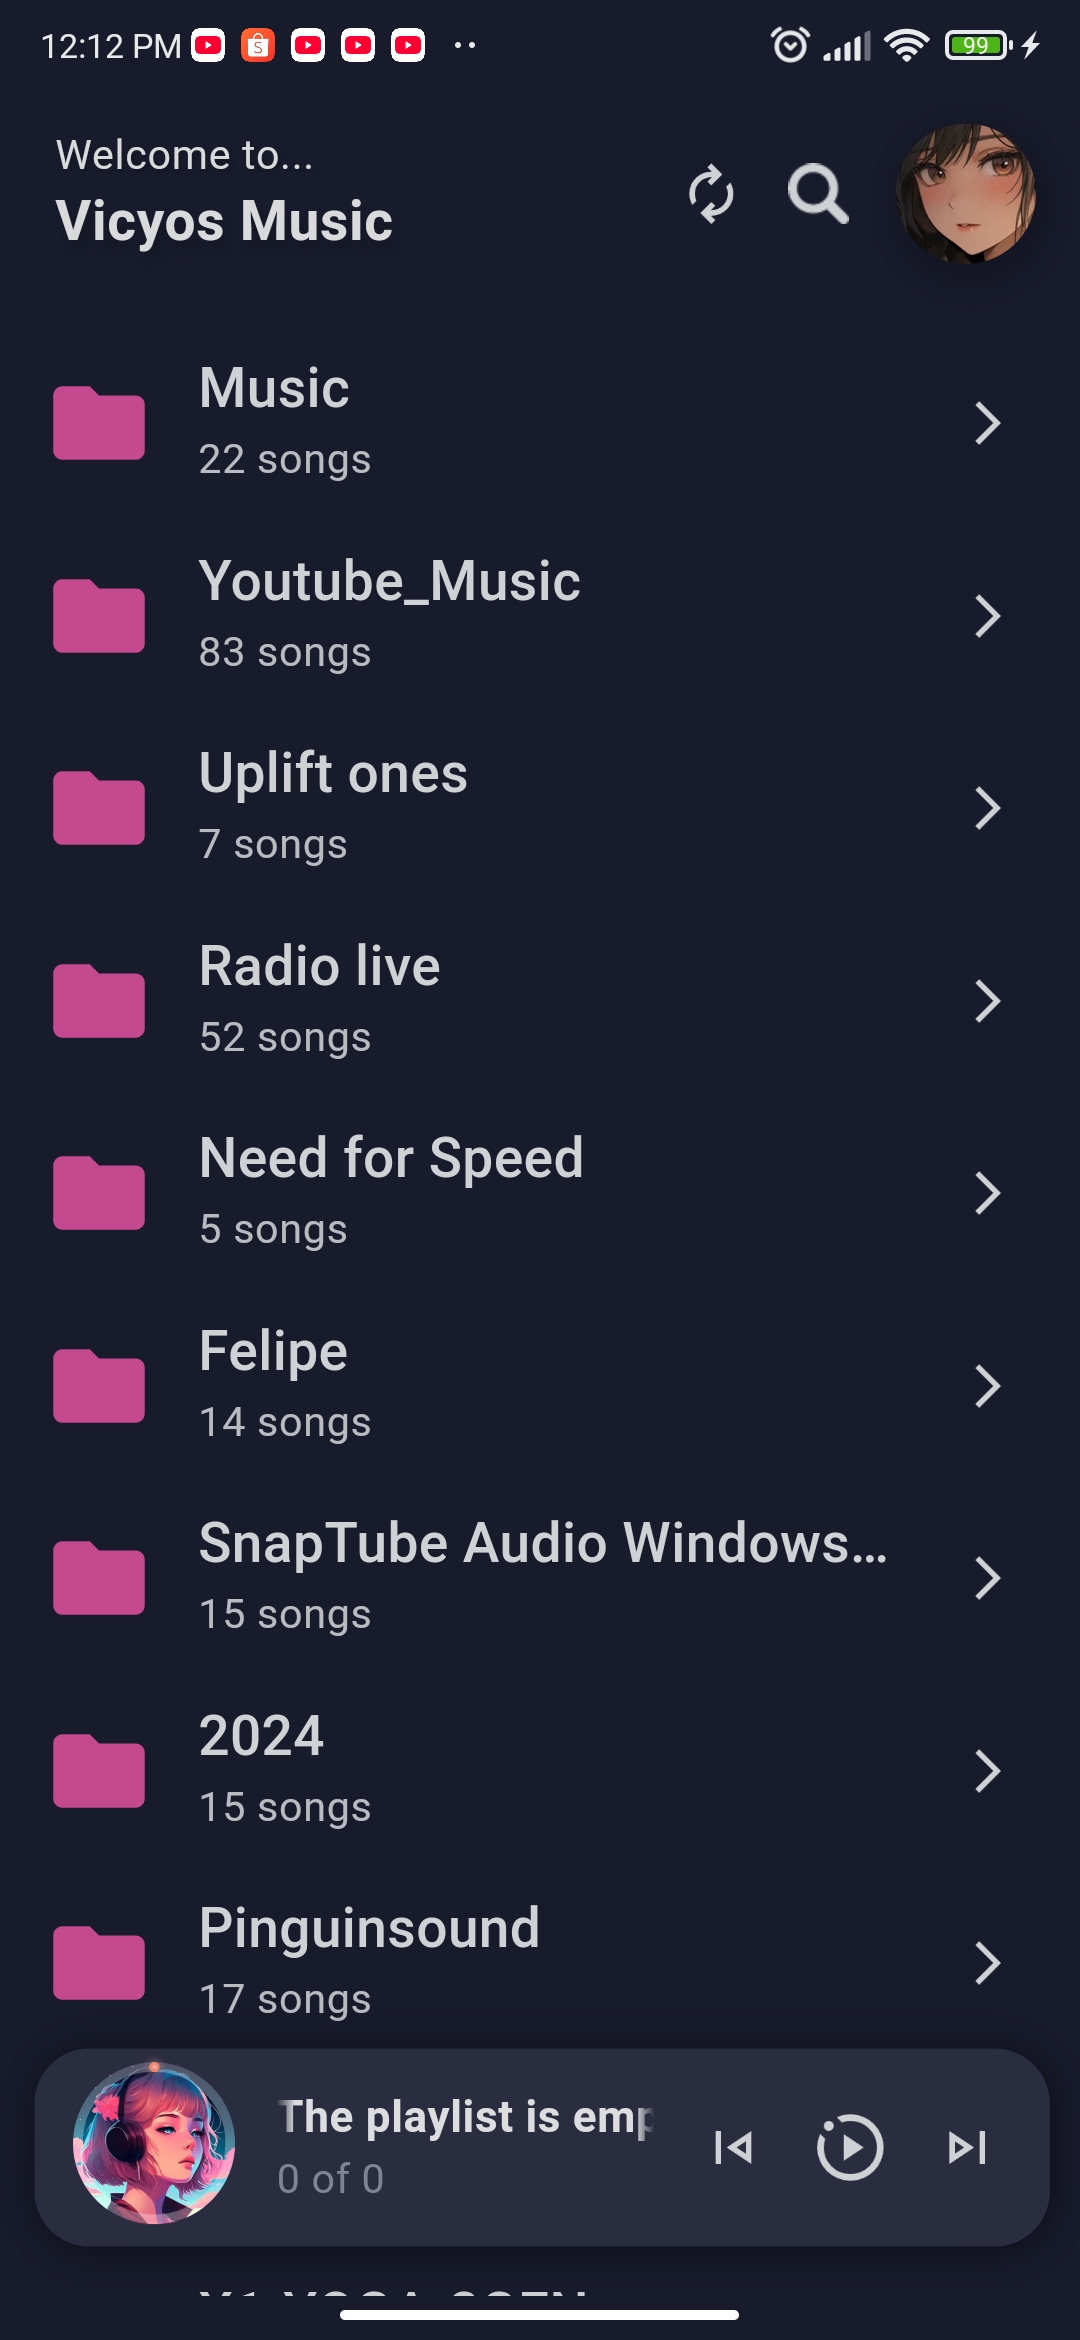 12:12 PM
99
Welcome to...
Vicyos Music
Music
22 songs
Youtube_Music
83 songs
Uplift ones
7 songs
Radio live
52 songs
Need for Speed
5 songs
Felipe
14 songs
SnapTube Audio Windows...
15 songs
2024
15 songs
Pinguinsound
17 songs
The playlist is emp
0 of 0